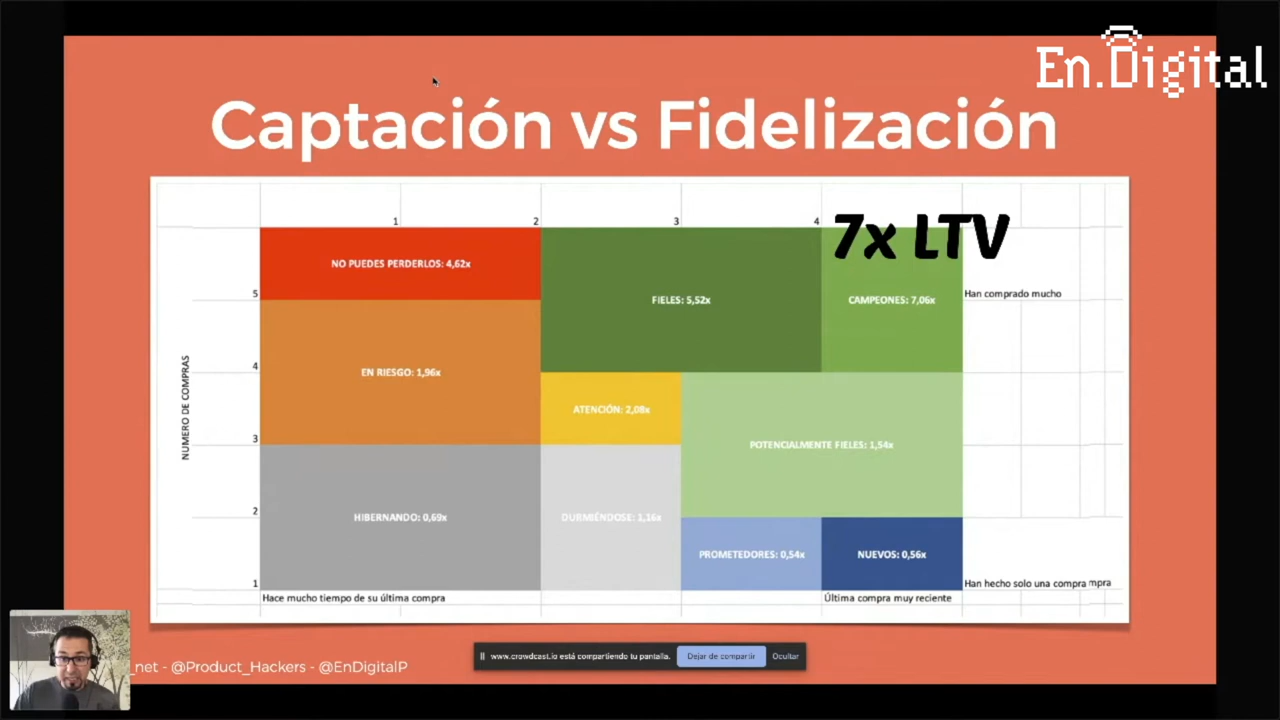 En.Digital
Captación vs Fidelización
7x LTV
1
2
3
4
NO PUEDES PERDERLOS: 4,62x
FIELES: 5,52x
CAMPEONES: 7,06x
5
Han comprado mucho
4
EN RIESGO: 1,96x
ATENCIÓN: 2,08x
NUMERO DE COMPRAS
3
POTENCIALMENTE FIELES: 1,54x
2
HIBERNANDO: 0,69x
DURMIÉNDOSE: 1,16x
PROMETEDORES: 0,54x
NUEVOS: 0,56x
1
Han hecho solo una compra mpra
Hace mucho tiempo de su última compra
Última compra muy reciente
_net - @Product_Hackers - @EnDigitalP
www.crowdcast.io está compartiendo tu pantalla.
Dejar de compartir
Ocultar